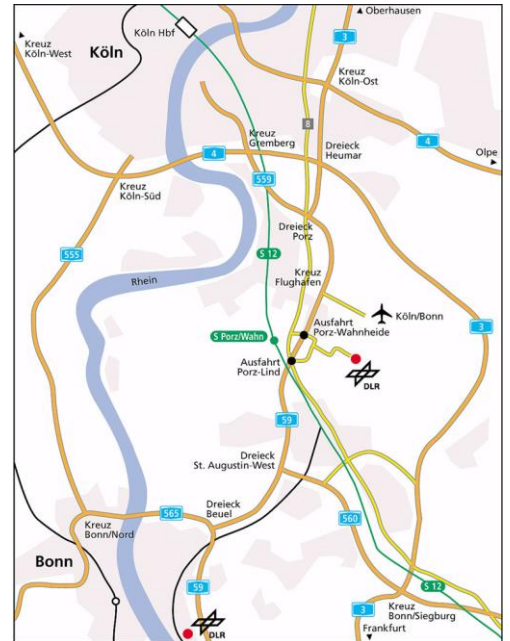 Oberhausen
Köln Hbf
3
Kreuz
Köln-West
Köln
Kreuz
Köln-Ost
8
Kreuz
Gremberg
4
4
Dreieck
Heumar
Olpe
559
Kreuz
Köln-Süd
Dreieck
Porz
555
S 12
Kreuz
Flughafen
Rhein
Köln/Bonn
Ausfahrt
Porz-Wahnheide
3
S Porz/Wahn
Ausfahrt
Porz-Lind
DLR
59
Dreieck
St. Augustin-West
Dreieck
Beuel
565
560
Kreuz
Bonn/Nord
Bonn
59
S 12
DLR
3
Kreuz
Bonn/Siegburg
Frankfurt